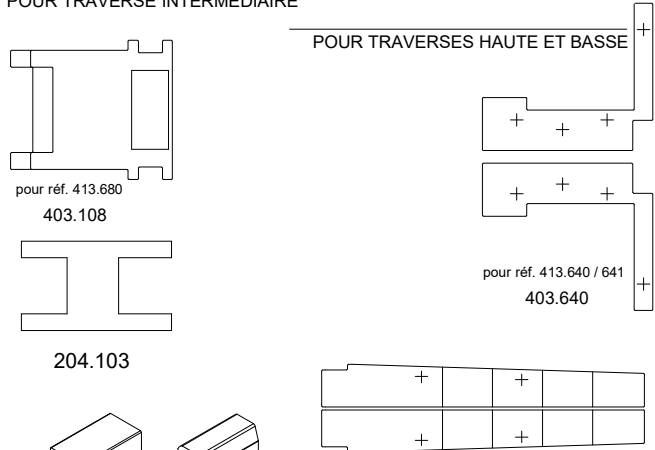 POUR TRAVERSE INTERMEDIAIRE
POUR TRAVERSES HAUTE ET BASSE
pour réf. 413.680
403.108
pour réf. 413.640 / 641
403.640
204.103